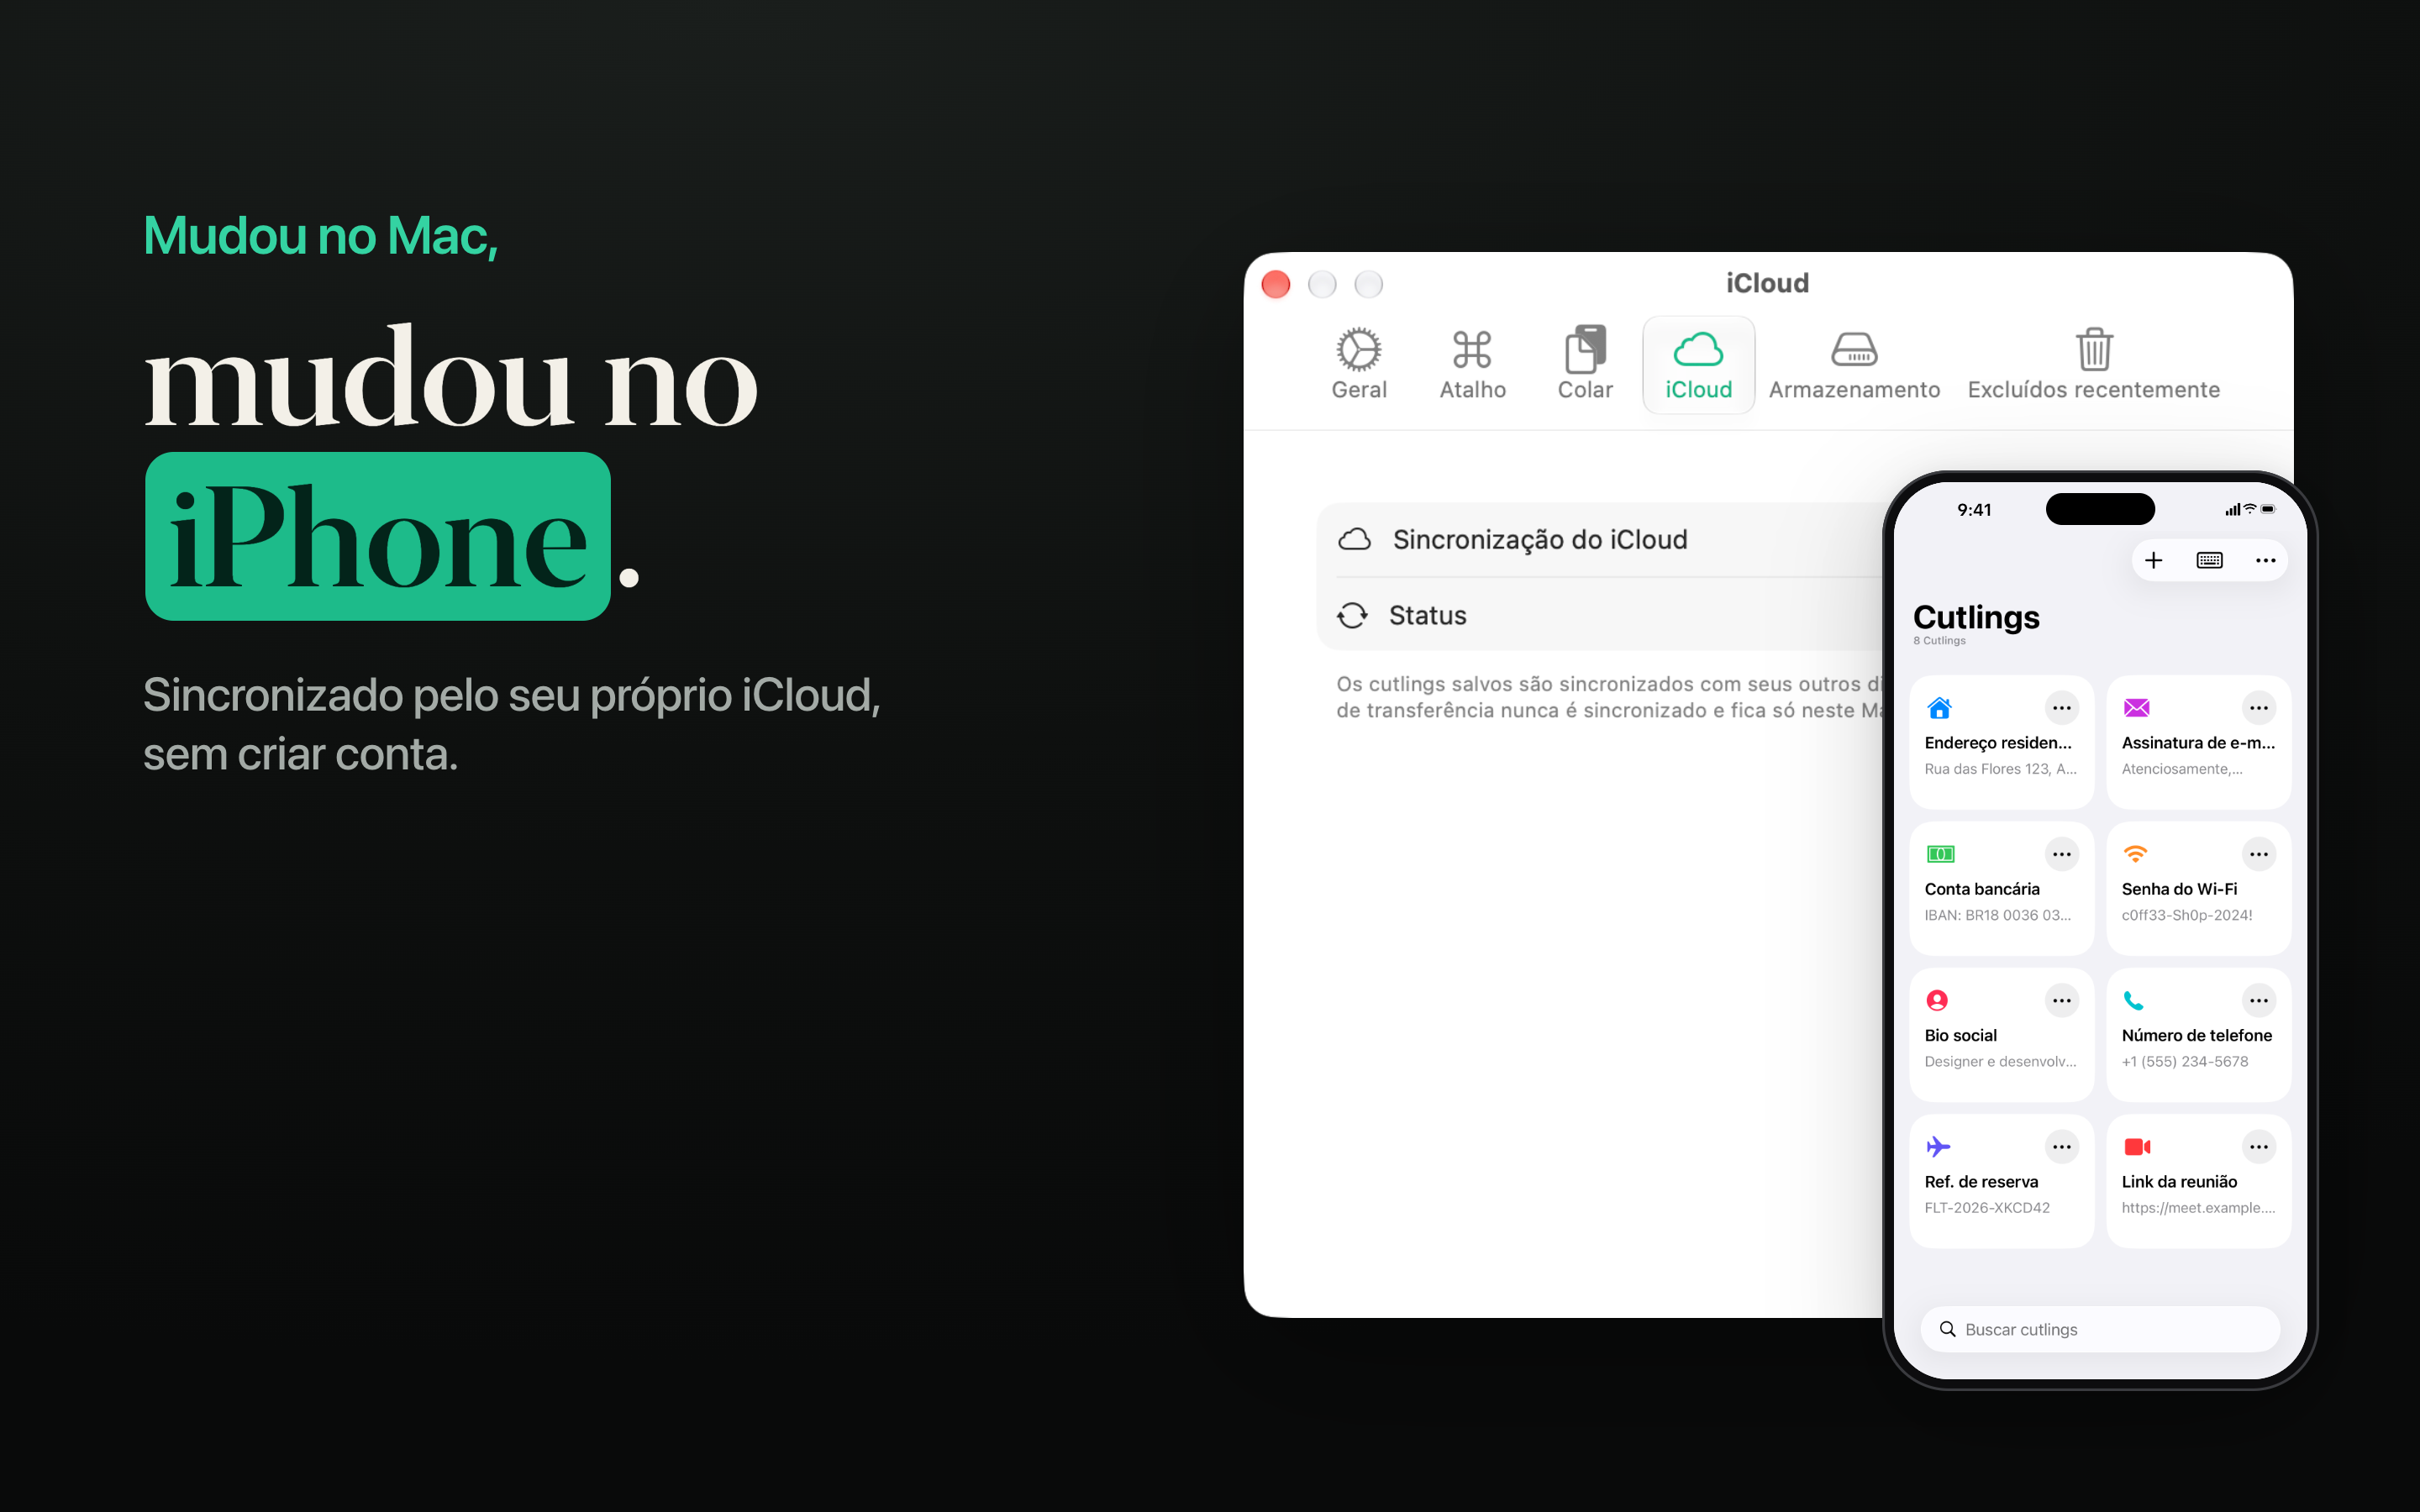 Mudou no Mac,
mudou no
iPhone.
Sincronizado pelo seu próprio iCloud,
sem criar conta.
iCloud
Geral
Atalho
Colar
iCloud
Armazenamento
Excluídos recentemente
Sincronização do iCloud
Status
Os cutlings salvos são sincronizados com seus outros di
de transferência nunca é sincronizado e fica só neste Ma
9:41
Cutlings
8 Cutlings
Endereço residen...
Rua das Flores 123, A...
Assinatura de e-m...
Atenciosamente,...
Conta bancária
IBAN: BR18 0036 03...
Senha do Wi-Fi
c0ff33-Sh0p-2024!
Bio social
Designer e desenvolv...
Número de telefone
+1 (555) 234-5678
Ref. de reserva
FLT-2026-XKCD42
Link da reunião
https://meet.example....
Buscar cutlings